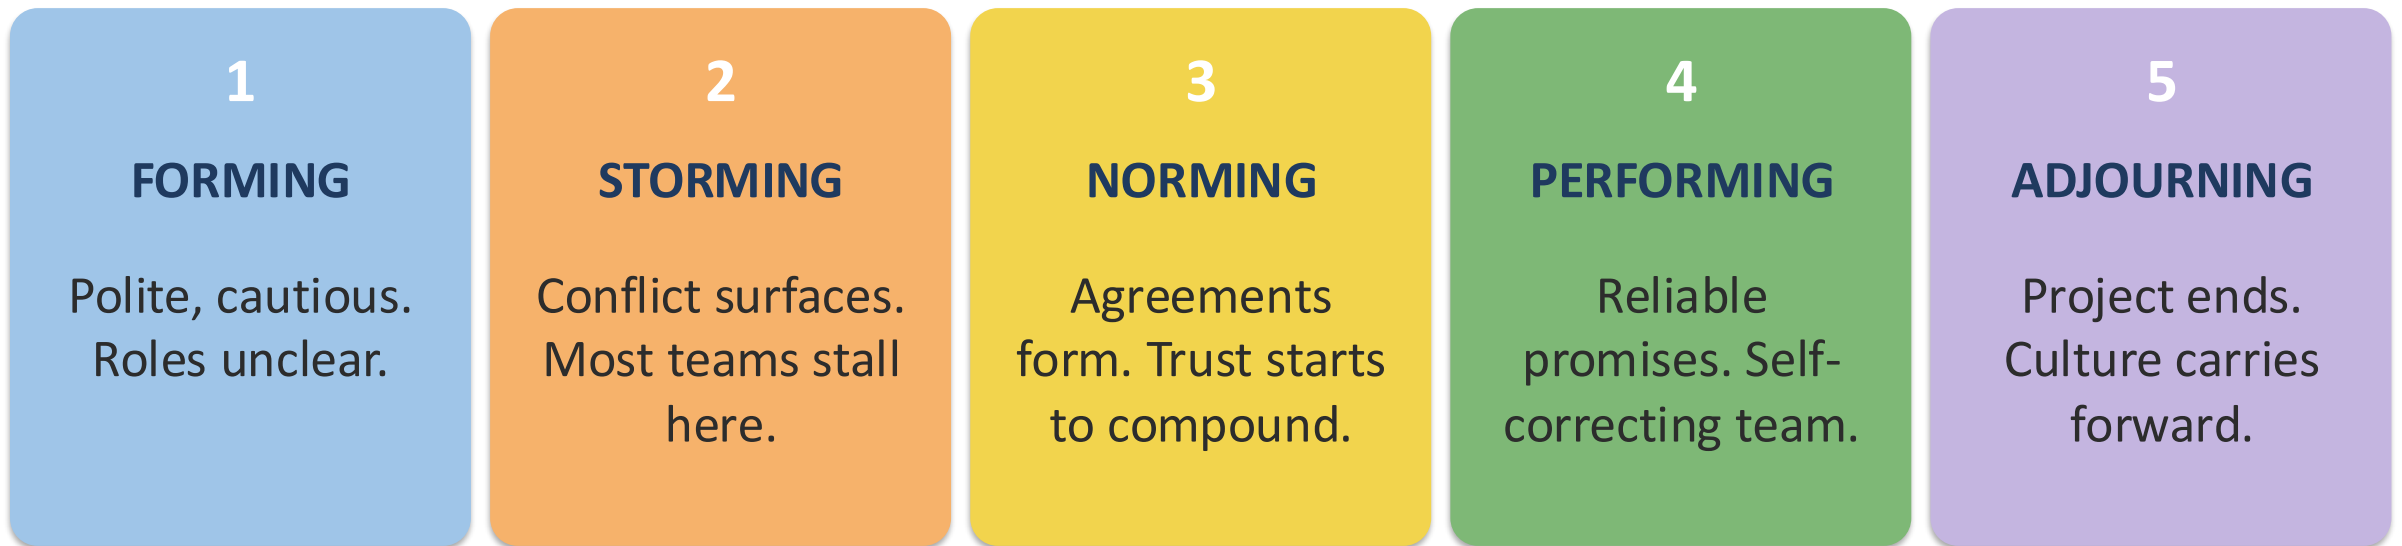 1
FORMING
Polite, cautious.
Roles unclear.
2
STORMING
Conflict surfaces.
Most teams stall
here.
3
NORMING
Agreements
form. Trust starts
to compound.
4
PERFORMING
Reliable
promises. Self-
correcting team.
5
ADJOURNING
Project ends.
Culture carries
forward.